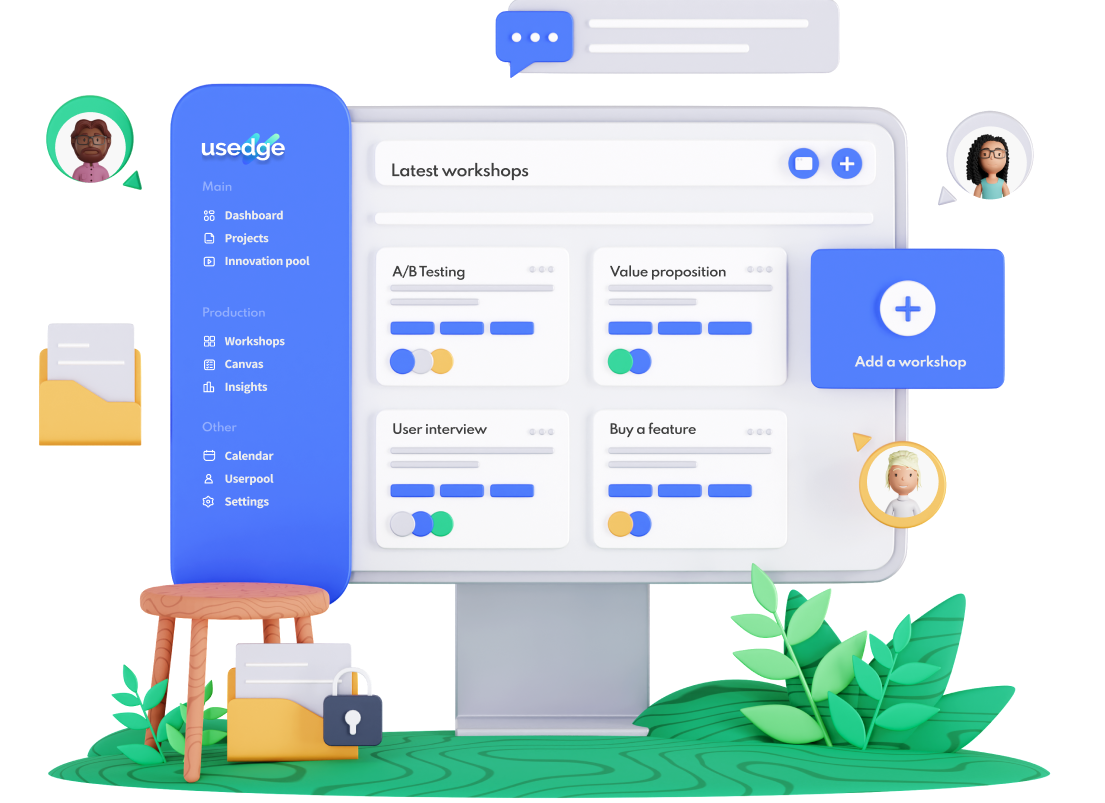 usedge
Main
Dashboard
Projects
Innovation pool
Production
Workshops
Canvas
Insights
Other
Calendar
Userpool
Settings
Latest workshops
A/B Testing
Value proposition
Add a workshop
User interview
Buy a feature